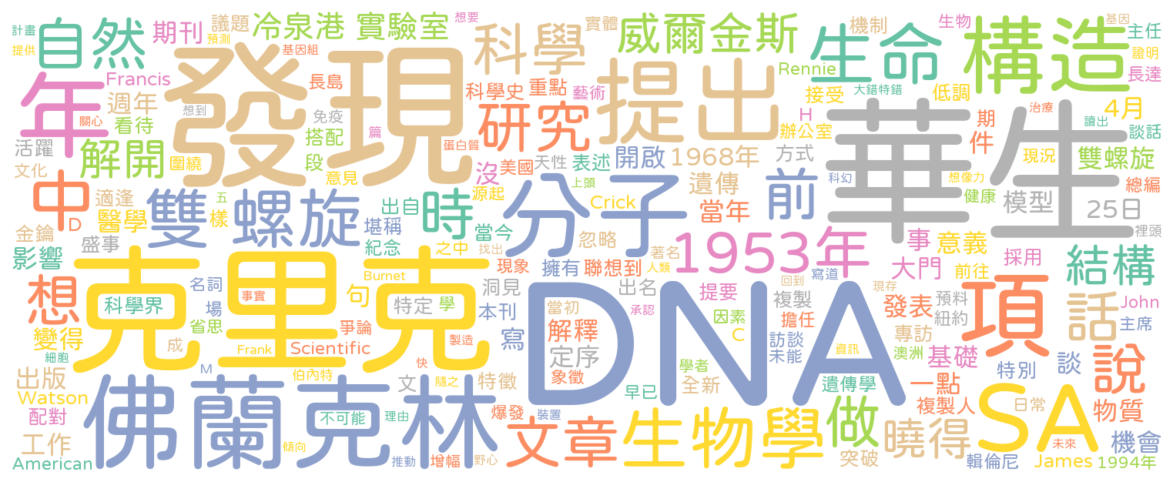 計畫
提供
自然
議題
期刊
冷泉港
實驗室
想要
實體
威爾金斯
機制
生物
基因
主任
證明
預測
基因組
科學
生命
構造
長達
年
Francis
發現
長島
科學史
重點
藝術
提出
Rennie
接受
大錯特錯
低調
4月
關心
週年
看待
想到
免疫
研究
篇
辦公室
H
華生
治療
讀出
期
件
談話
活躍
解開
搭配
蛋白質
沒
美國
天性
表述
開啟
1968年
方式
現況
雙螺旋
文化
圍繞
段
意見
上頭
源起
遺傳
前
科幻
想像力
健康
總編
中
適逢
五
出自
時
分子
Crick
當年
模型
25日
金鑰
D
醫學
雙
螺旋
樣
堪稱
當今
忽略
1953年
事
意義
裡頭
影響
盛事
紀念
之中
找出
著名
大門
前往
採用
結構
想
克里克
名詞
事實
Burnet
現象
擁有
聯想到
人類
回到
寫道
現存
科學界
場
句
特定
學
洞見
出名
DNA
提要
複製
發表
預料
項
話
John
變得
省思
爭論
本刊
寫
當初
承認
因素
擔任
專訪
紐約
主席
細胞
成
Frank
Scientific
製造
解釋
定序
C
訪談
未能
澳洲
基礎
特別
談
說
出版
M
伯內特
快
隨之
象徵
學者
資訊
Watson
佛蘭克林
文
特徵
早已
全新
遺傳學
一點
SA
日常
物質
配對
不可能
理由
爆發
裝置
複製人
工作
傾向
文章
生物學
做
曉得
未來
機會
American
推動
增幅
野心
突破
輯倫尼
James
1994年